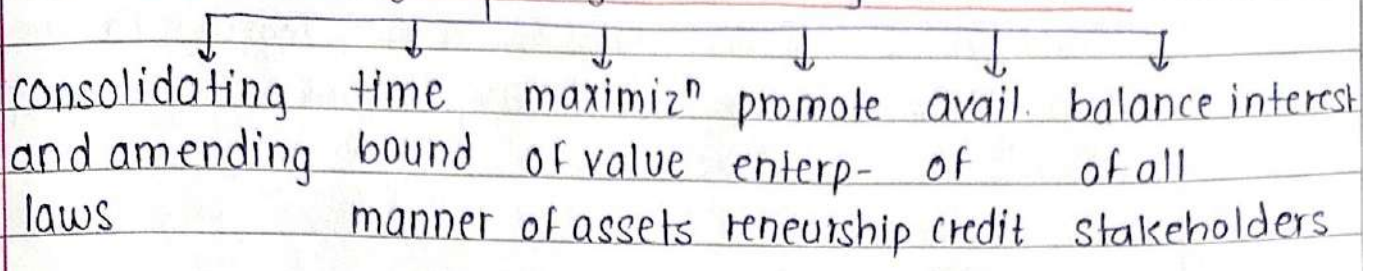 consolidating time maximizⁿ promote avail. balance interest
and amending bound of value enterp- of of all
laws manner of assets reneurship credit stakeholders